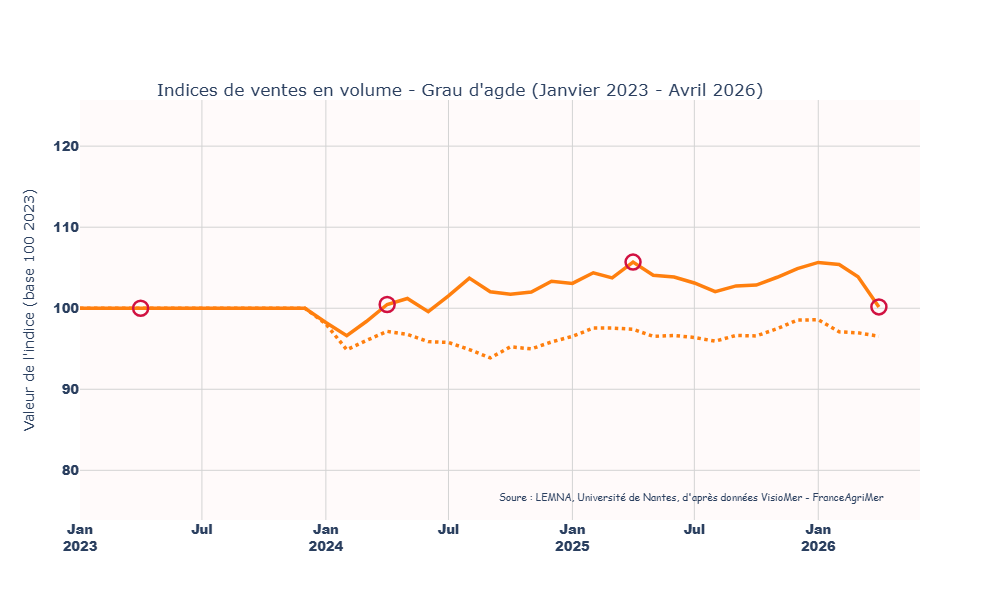 Indices de ventes en volume - Grau d'agde (Janvier 2023 - Avril 2026)
Valeur de l'indice (base 100 2023)
120
110
100
90
80
Soure : LEMNA, Université de Nantes, d'après données VisioMer - FranceAgriMer
Jan Jul Jan Jul Jan Jul Jan
2023 2024 2025 2026